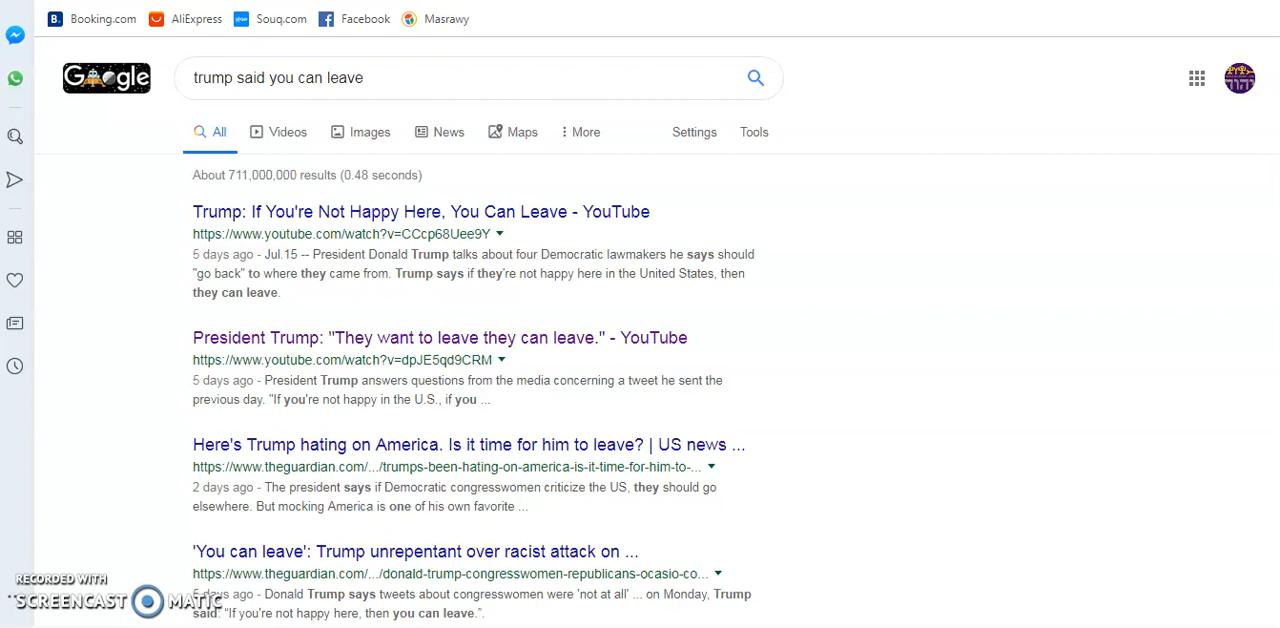 Booking.com AliExpress Souq.com Facebook Masrawy
Google trump said you can leave
All Videos Images News Maps More Settings Tools
About 711,000,000 results (0.48 seconds)
Trump: If You're Not Happy Here, You Can Leave - YouTube
https://www.youtube.com/watch?v=CCcp68Uee9Y
5 days ago - Jul.15 -- President Donald Trump talks about four Democratic lawmakers he says should
"go back" to where they came from. Trump says if they're not happy here in the United States, then
they can leave.
President Trump: "They want to leave they can leave." - YouTube
https://www.youtube.com/watch?v=dpJE5qd9CRM
5 days ago - President Trump answers questions from the media concerning a tweet he sent the
previous day. "If you're not happy in the U.S., if you ...
Here's Trump hating on America. Is it time for him to leave? | US news ...
https://www.theguardian.com/.../trumps-been-hating-on-america-is-it-time-for-him-to-...
2 days ago - The president says if Democratic congresswomen criticize the US, they should go
elsewhere. But mocking America is one of his own favorite ...
'You can leave': Trump unrepentant over racist attack on ...
https://www.theguardian.com/.../donald-trump-congresswomen-republicans-ocasio-co...
5 days ago - Donald Trump says tweets about congresswomen were 'not at all' ... on Monday, Trump
said: "If you're not happy here, then you can leave.".
RECORDED WITH
SCREENCAST MATIC